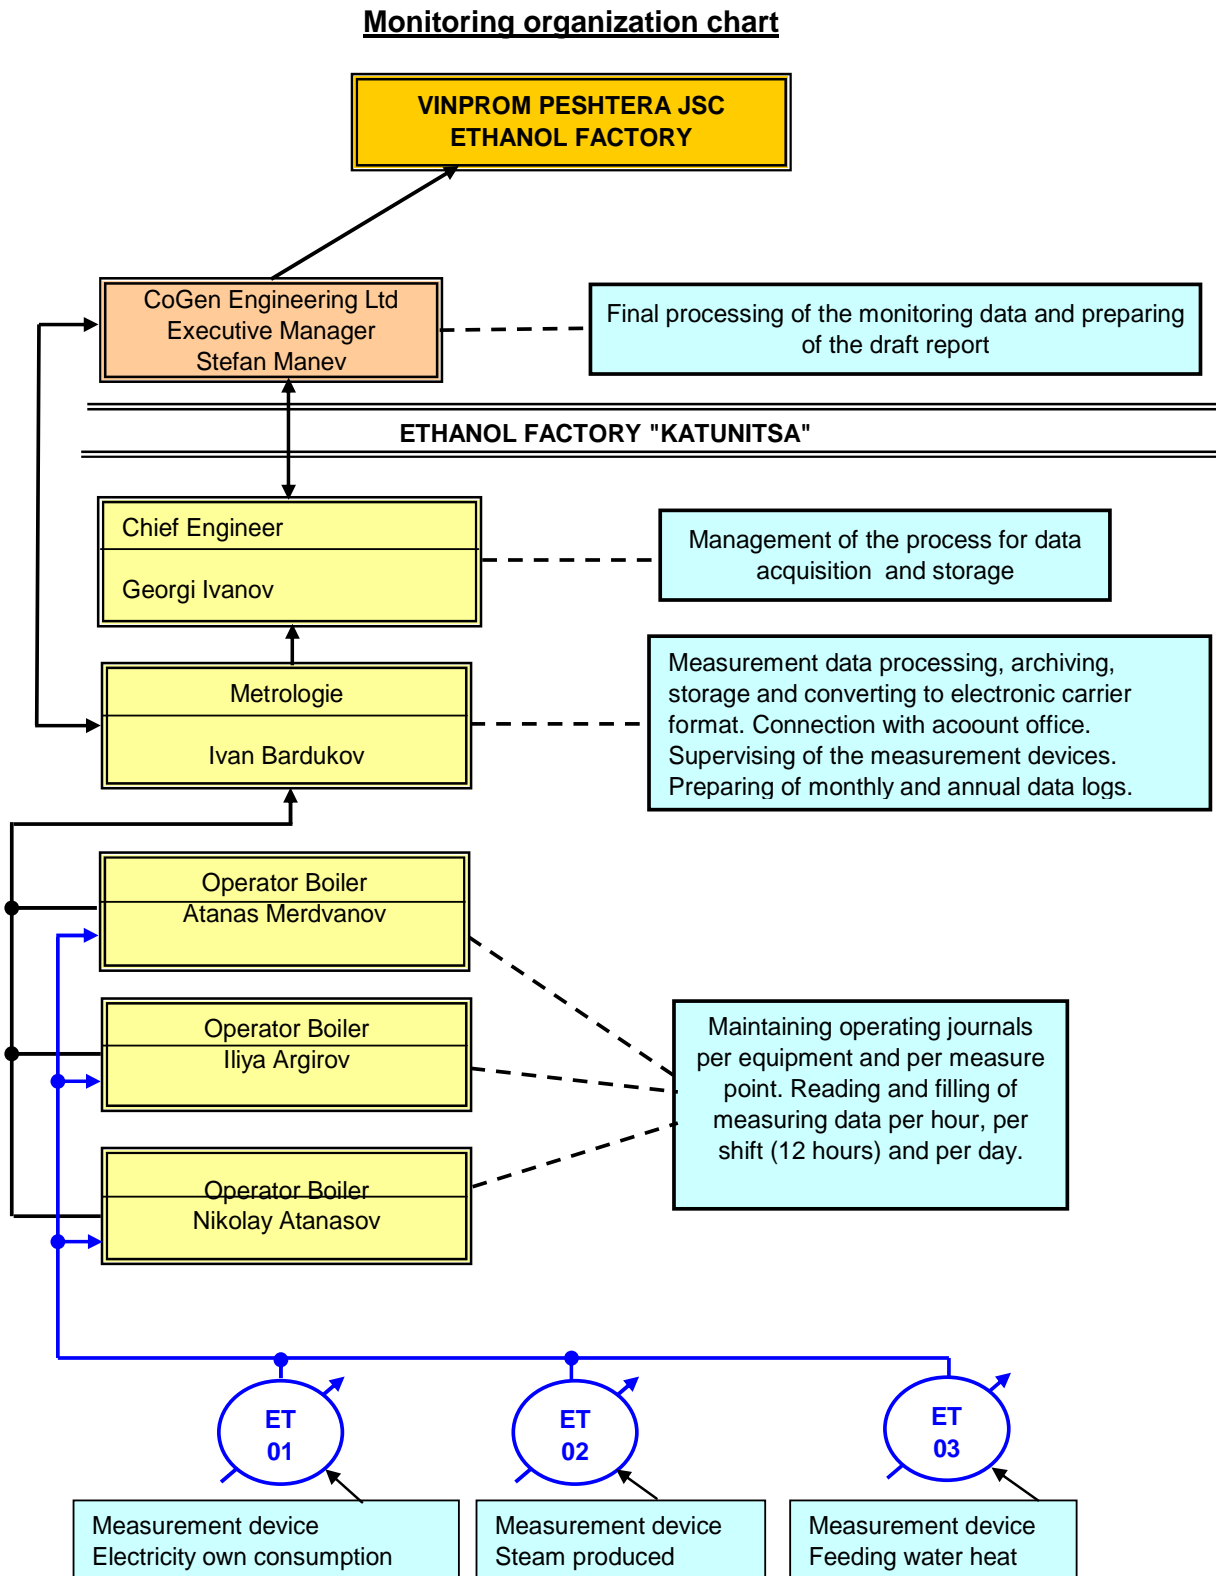 Monitoring organization chart
VINPROM PESHTERA JSC
ETHANOL FACTORY
CoGen Engineering Ltd
Executive Manager
Stefan Manev
Final processing of the monitoring data and preparing
of the draft report
ETHANOL FACTORY "KATUNITSA"
Chief Engineer
Georgi Ivanov
Management of the process for data
acquisition and storage
Metrologie
Ivan Bardukov
Measurement data processing, archiving,
storage and converting to electronic carrier
format. Connection with acoount office.
Supervising of the measurement devices.
Preparing of monthly and annual data logs.
Operator Boiler
Atanas Merdvanov
Operator Boiler
Iliya Argirov
Operator Boiler
Nikolay Atanasov
Maintaining operating journals
per equipment and per measure
point. Reading and filling of
measuring data per hour, per
shift (12 hours) and per day.
ET
01
ET
02
ET
03
Measurement device
Electricity own consumption
Measurement device
Steam produced
Measurement device
Feeding water heat